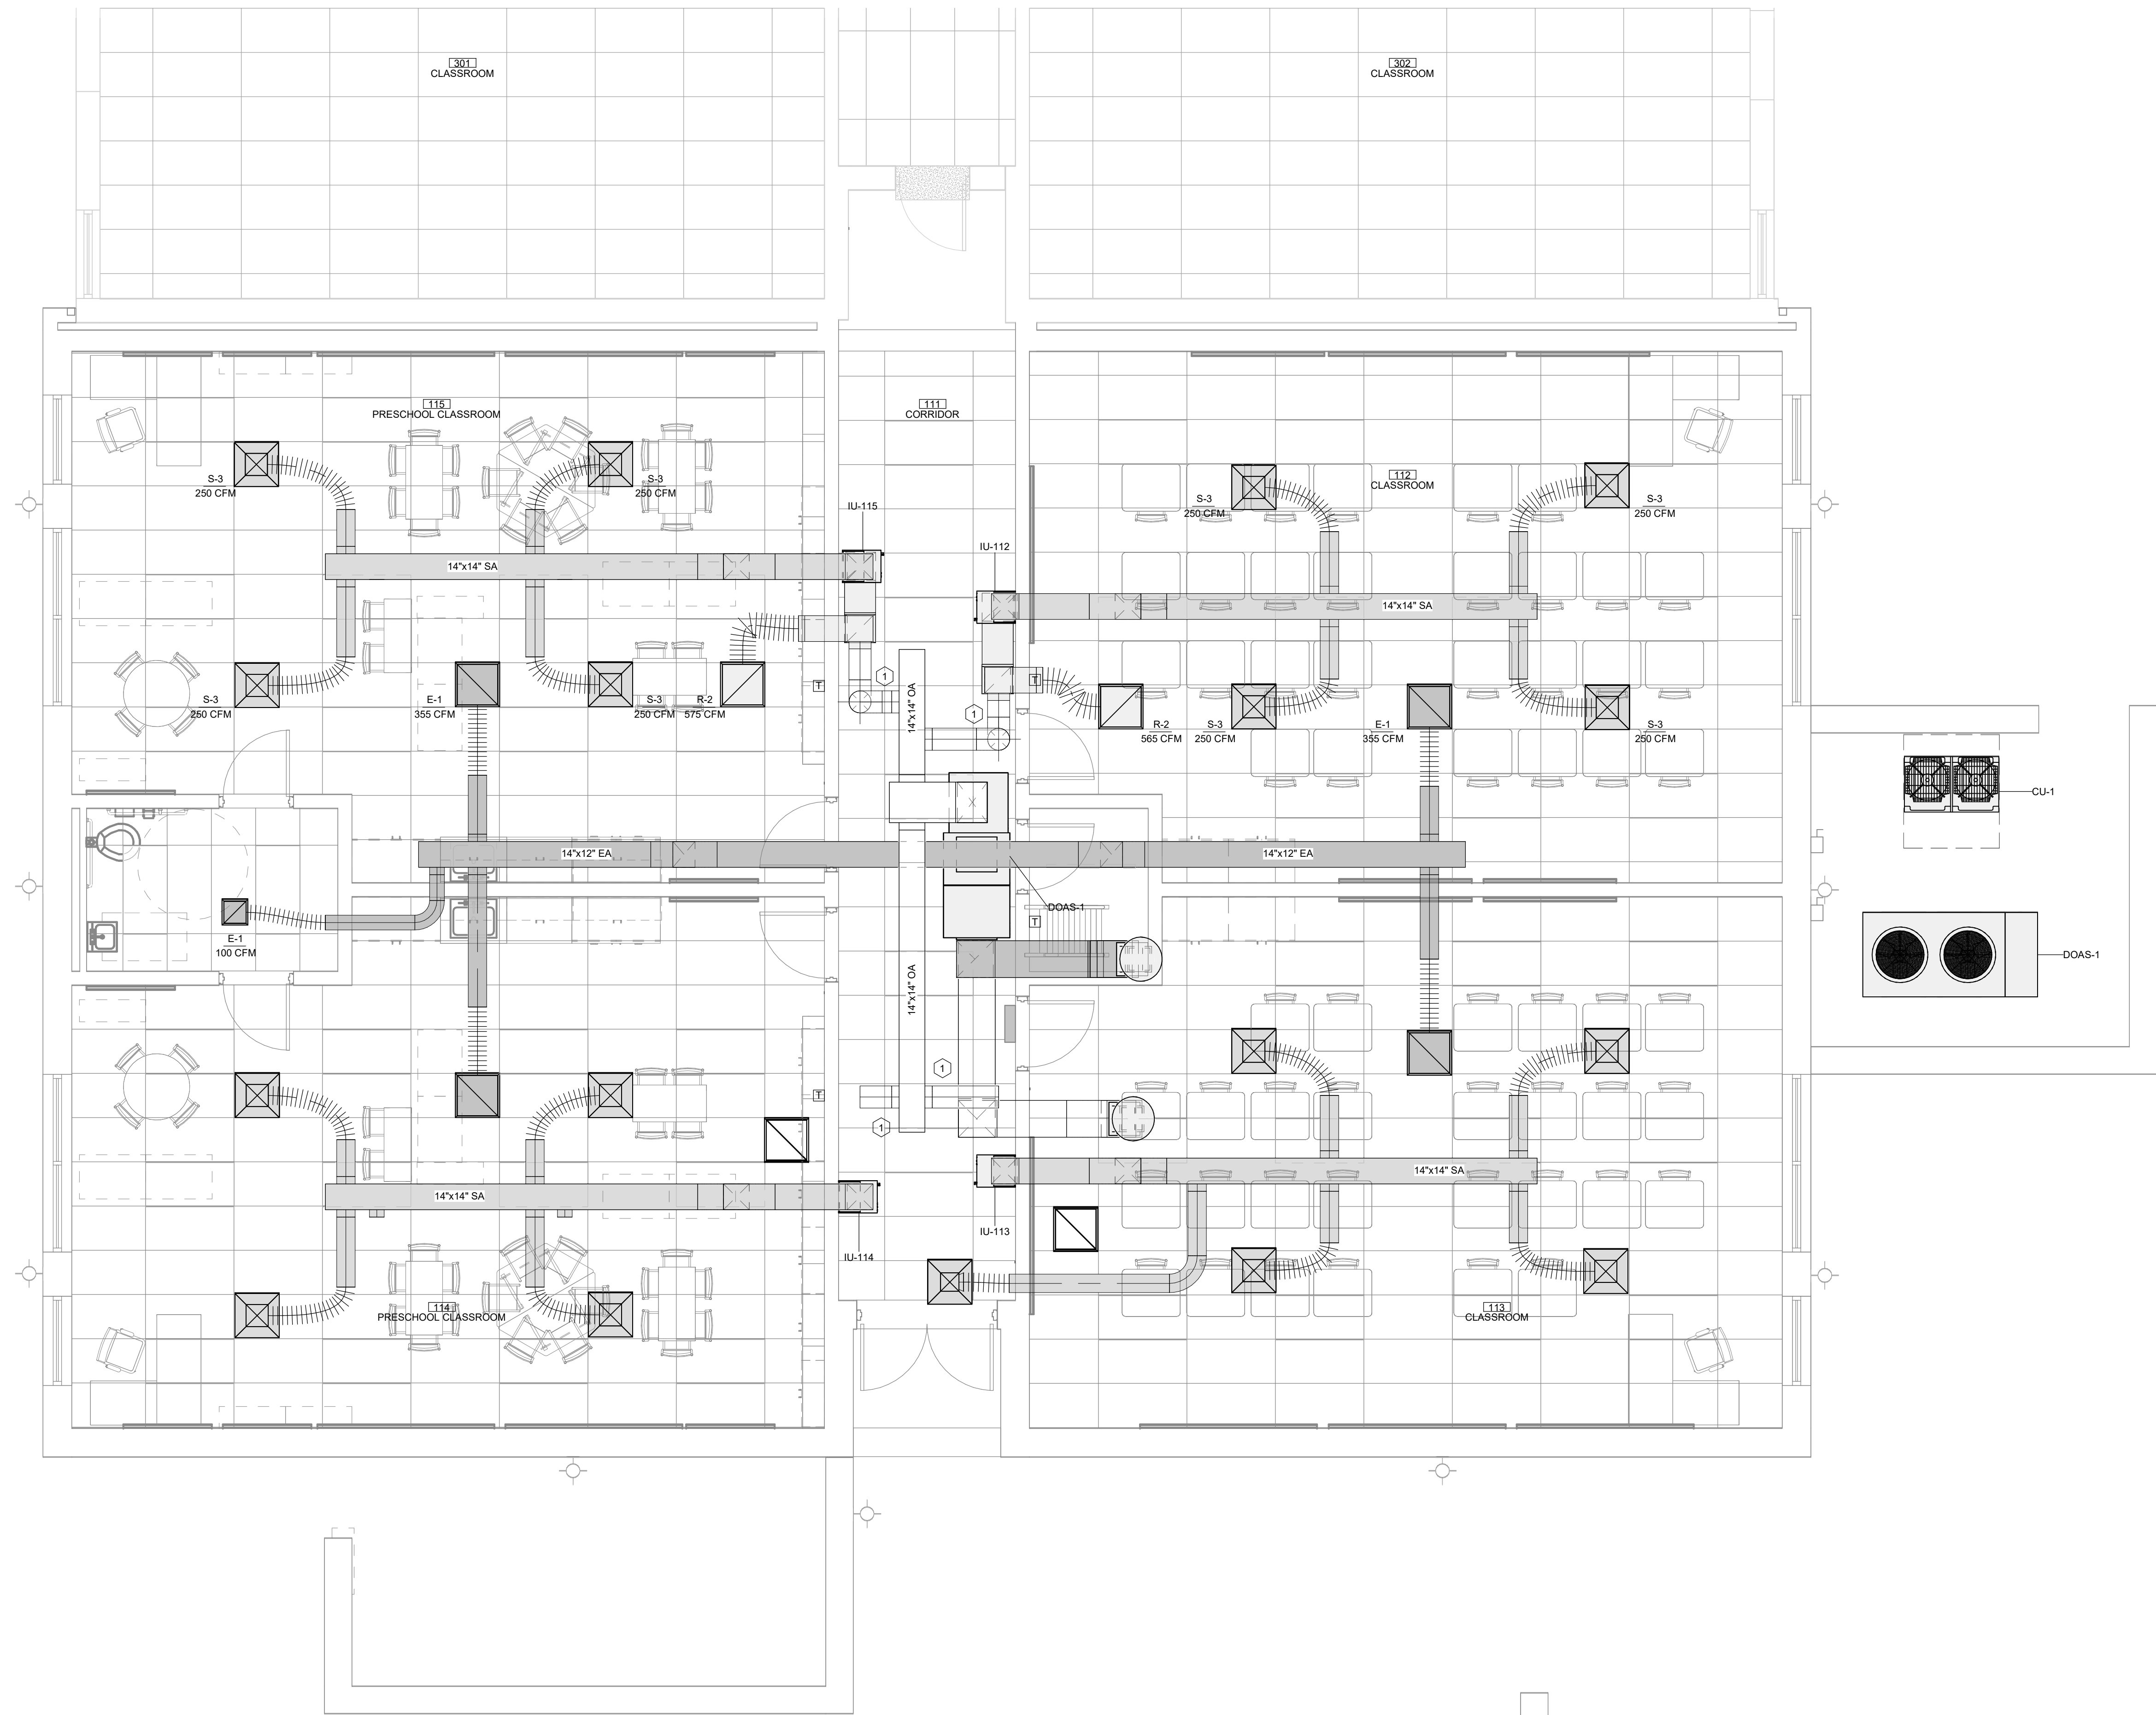 301
CLASSROOM
302
CLASSROOM
115
PRESCHOOL CLASSROOM
111
CORRIDOR
112
CLASSROOM
S-3
250 CFM
S-3
250 CFM
S-3
250 CFM
S-3
250 CFM
IU-115
IU-112
14"x14" SA
14"x14" SA
1
T
T
S-3
250 CFM
E-1
355 CFM
S-3
250 CFM
R-2
575 CFM
14"x14" OA
1
R-2
565 CFM
S-3
250 CFM
E-1
355 CFM
S-3
250 CFM
CU-1
14"x12" EA
14"x12" EA
DOAS-1
T
E-1
100 CFM
DOAS-1
14"x14" OA
1
T
1
14"x14" SA
14"x14" SA
IU-113
IU-114
114
PRESCHOOL CLASSROOM
113
CLASSROOM